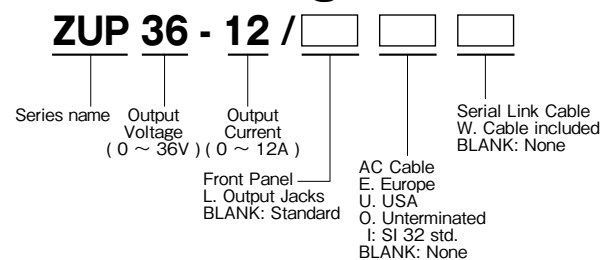 ZUP 36 - 12 /
Series name
Output
Voltage
( 0 ～ 36V )
Output
Current
( 0 ～ 12A )
Front Panel
L. Output Jacks
BLANK: Standard
AC Cable
E. Europe
U. USA
O. Unterminated
I: SI 32 std.
BLANK: None
Serial Link Cable
W. Cable included
BLANK: None